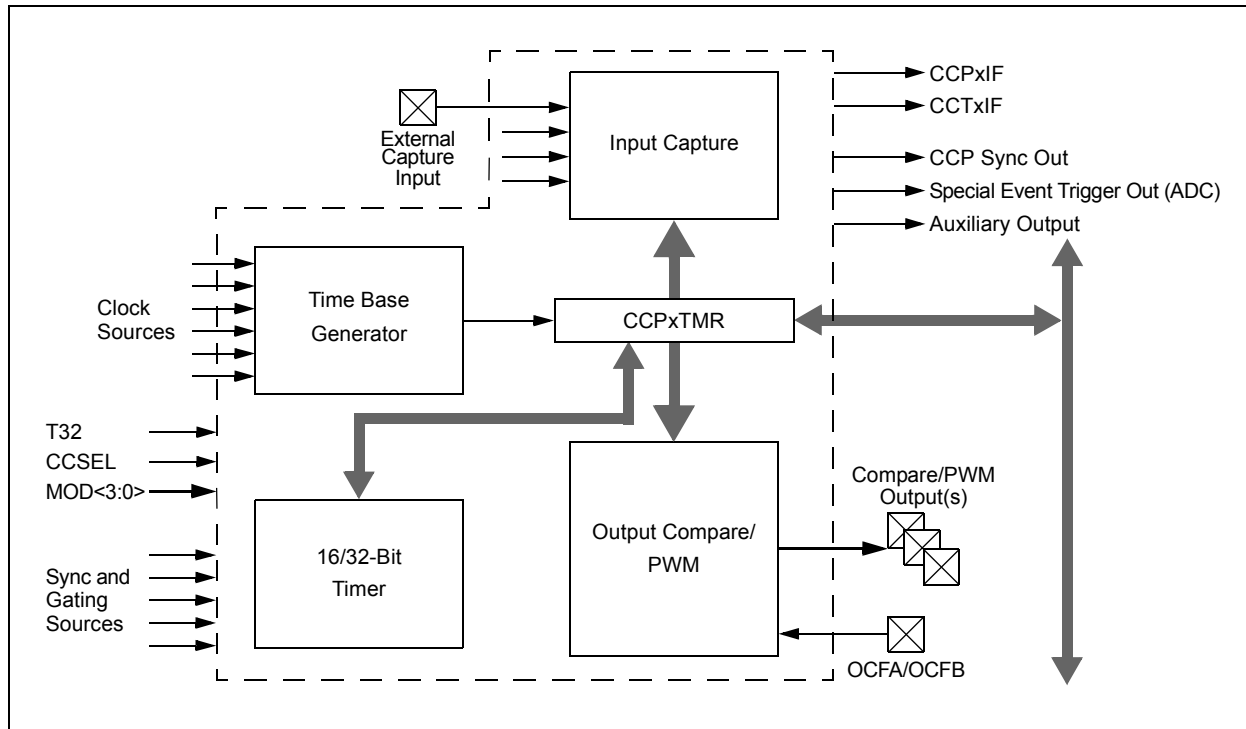 CCPxIF
CCTxIF
External
Capture
Input
Input Capture
CCP Sync Out
Special Event Trigger Out (ADC)
Auxiliary Output
Clock
Sources
Time Base
Generator
CCPxTMR
T32
CCSEL
MOD<3:0>
Sync and
Gating
Sources
16/32-Bit
Timer
Output Compare/
PWM
Compare/PWM
Output(s)
OCFA/OCFB